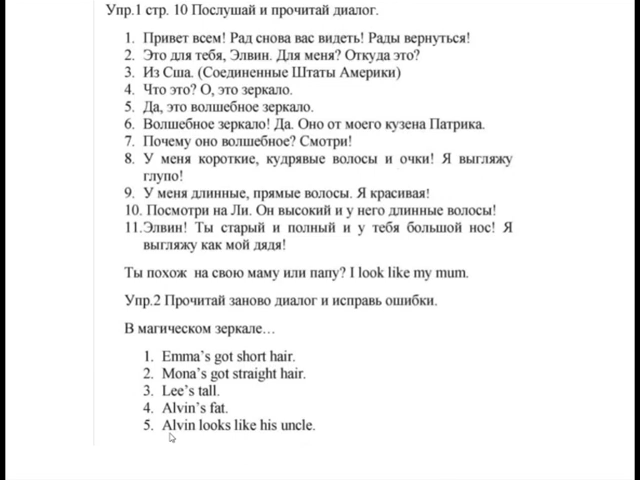 Упр.1 стр. 10 Послушай и прочитай диалог.
1. Привет всем! Рад снова вас видеть! Рады вернуться!
2. Это для тебя, Элвин. Для меня? Откуда это?
3. Из Сша. (Соединенные Штаты Америки)
4. Что это? О, это зеркало.
5. Да, это волшебное зеркало.
6. Волшебное зеркало! Да. Оно от моего кузена Патрика.
7. Почему оно волшебное? Смотри!
8. У меня короткие, кудрявые волосы и очки! Я выгляжу
глупо!
9. У меня длинные, прямые волосы. Я красивая!
10. Посмотри на Ли. Он высокий и у него длинные волосы!
11.Элвин! Ты старый и полный и у тебя большой нос! Я
выгляжу как мой дядя!
Ты похож на свою маму или папу? I look like my mum.
Упр.2 Прочитай заново диалог и исправь ошибки.
В магическом зеркале…
1. Emma’s got short hair.
2. Mona’s got straight hair.
3. Lee’s tall.
4. Alvin’s fat.
5. Alvin looks like his uncle.